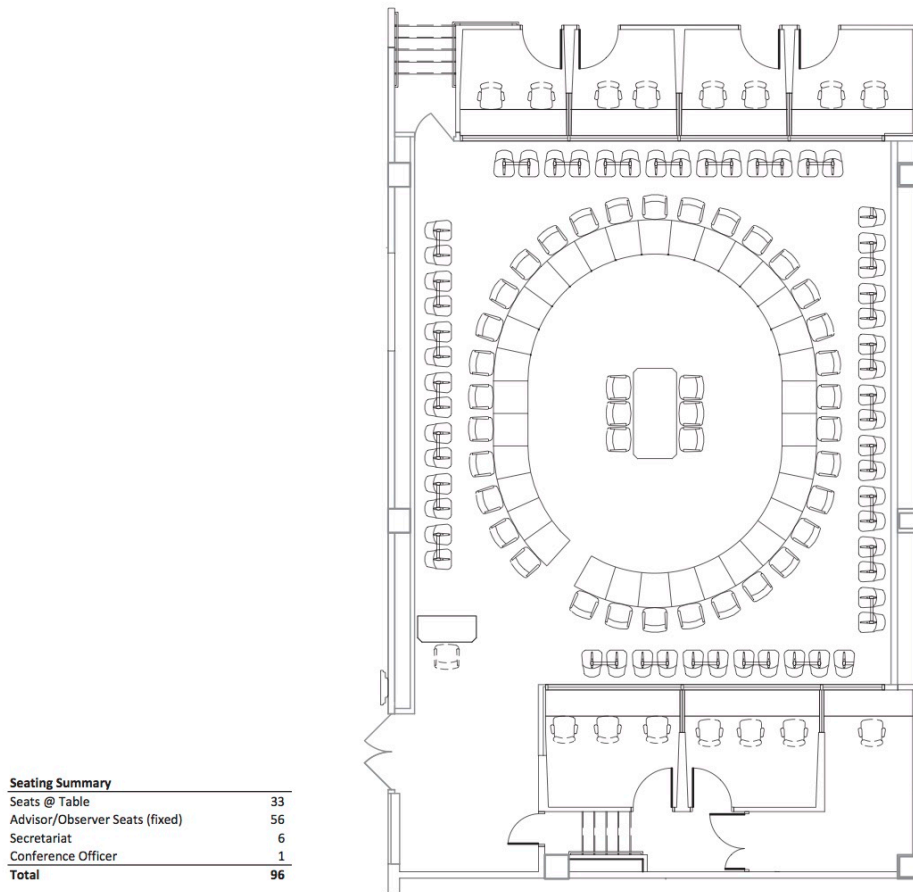 Seating Summary
Seats @ Table 33
Advisor/Observer Seats (fixed) 56
Secretariat 6
Conference Officer 1
Total 96